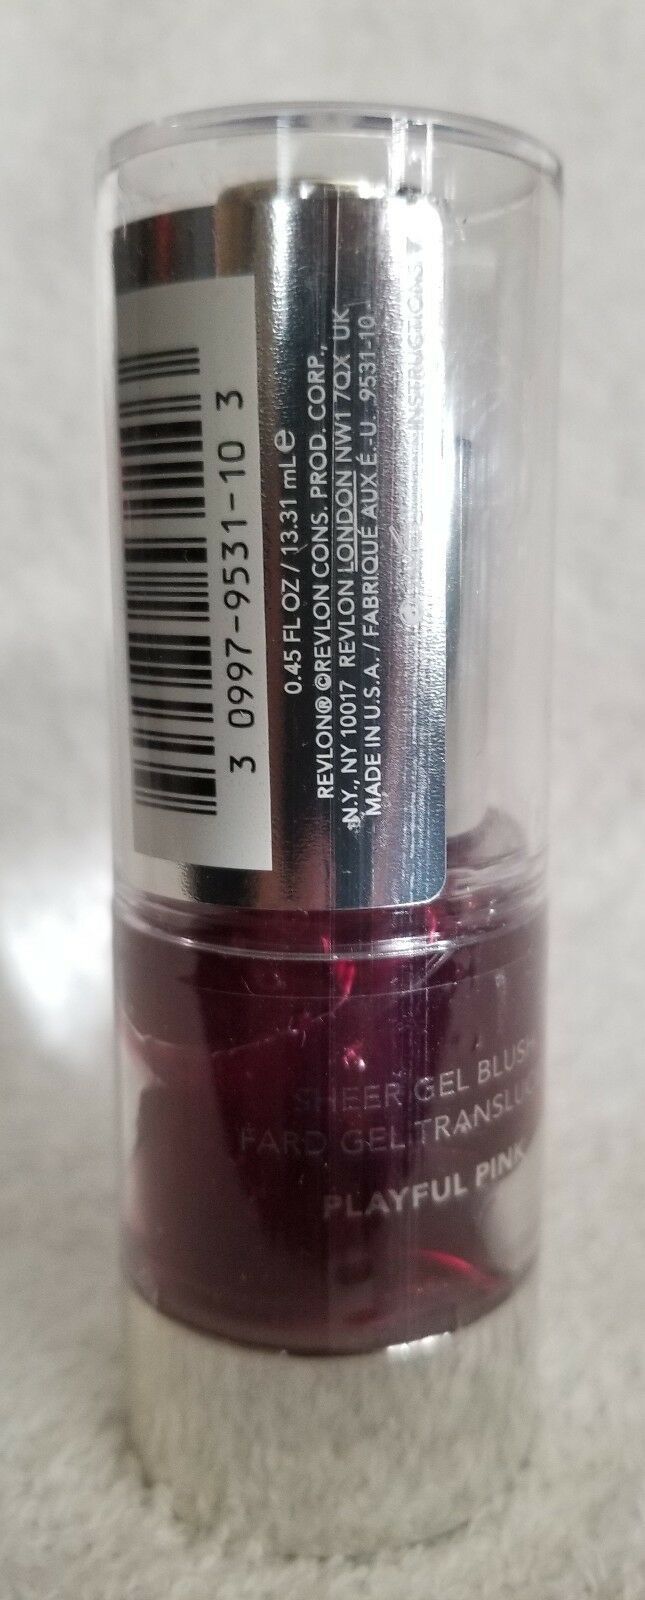 3 0997-9531-10 3
0.45 FL OZ / 13.31 mL e
REVLON® ©REVLON CONS. PROD. CORP.,
N.Y., NY 10017 REVLON LONDON NW1 7QX UK
MADE IN U.S.A. / FABRIQUÉ AUX É.-U. 9531-10
INSTRUCTIONS
SHEER GEL BLUSH
FARD GEL TRANSLUC
PLAYFUL PINK